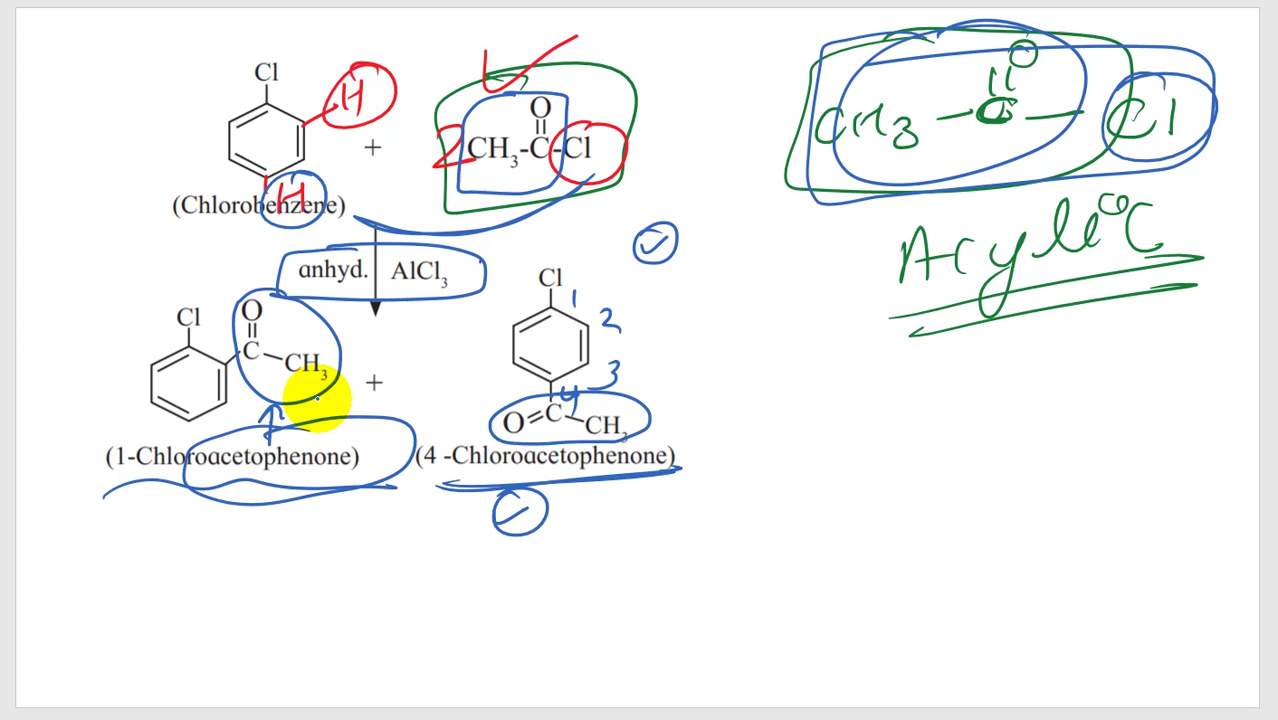 Cl
H
O
||
2 CH₃-C-Cl
+
H
(Chlorobenzene)
anhyd. AlCl₃
Cl
O
||
C-CH₃
+
Cl
1
2
3
4
O=C-CH₃
(1-Chloroacetophenone)
(4 -Chloroacetophenone)
O
||
CH3 - C - Cl